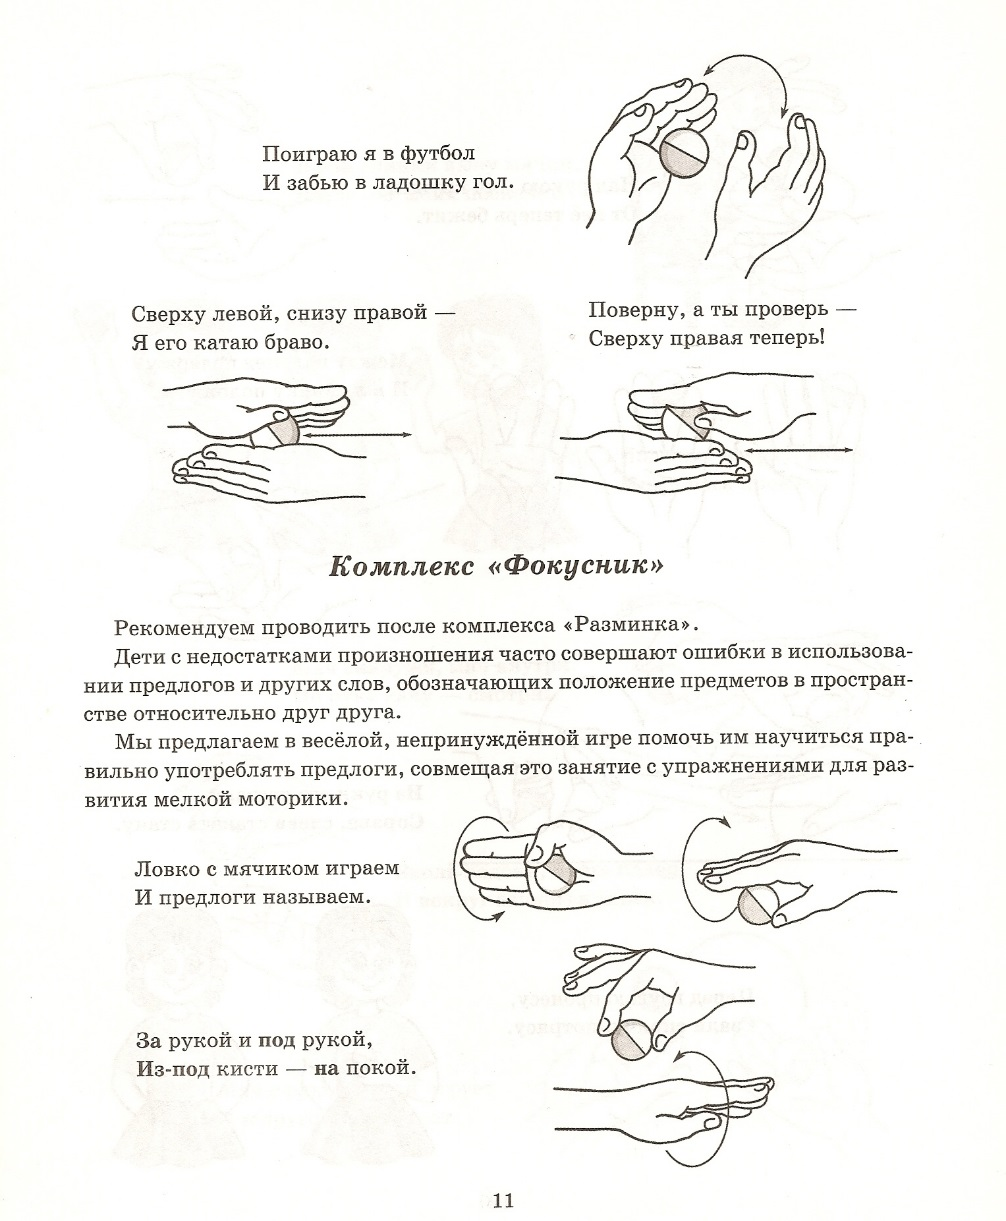 Поиграю я в футбол
И забью в ладошку гол.
Сверху левой, снизу правой —
Я его катаю браво.
Поверну, а ты проверь —
Сверху правая теперь!
Комплекс «Фокусник»
Рекомендуем проводить после комплекса «Разминка».
Дети с недостатками произношения часто совершают ошибки в использова-
нии предлогов и других слов, обозначающих положение предметов в простран-
стве относительно друг друга.
Мы предлагаем в весёлой, непринуждённой игре помочь им научиться пра-
вильно употреблять предлоги, совмещая это занятие с упражнениями для раз-
вития мелкой моторики.
Ловко с мячиком играем
И предлоги называем.
За рукой и под рукой,
Из-под кисти — на покой.
11